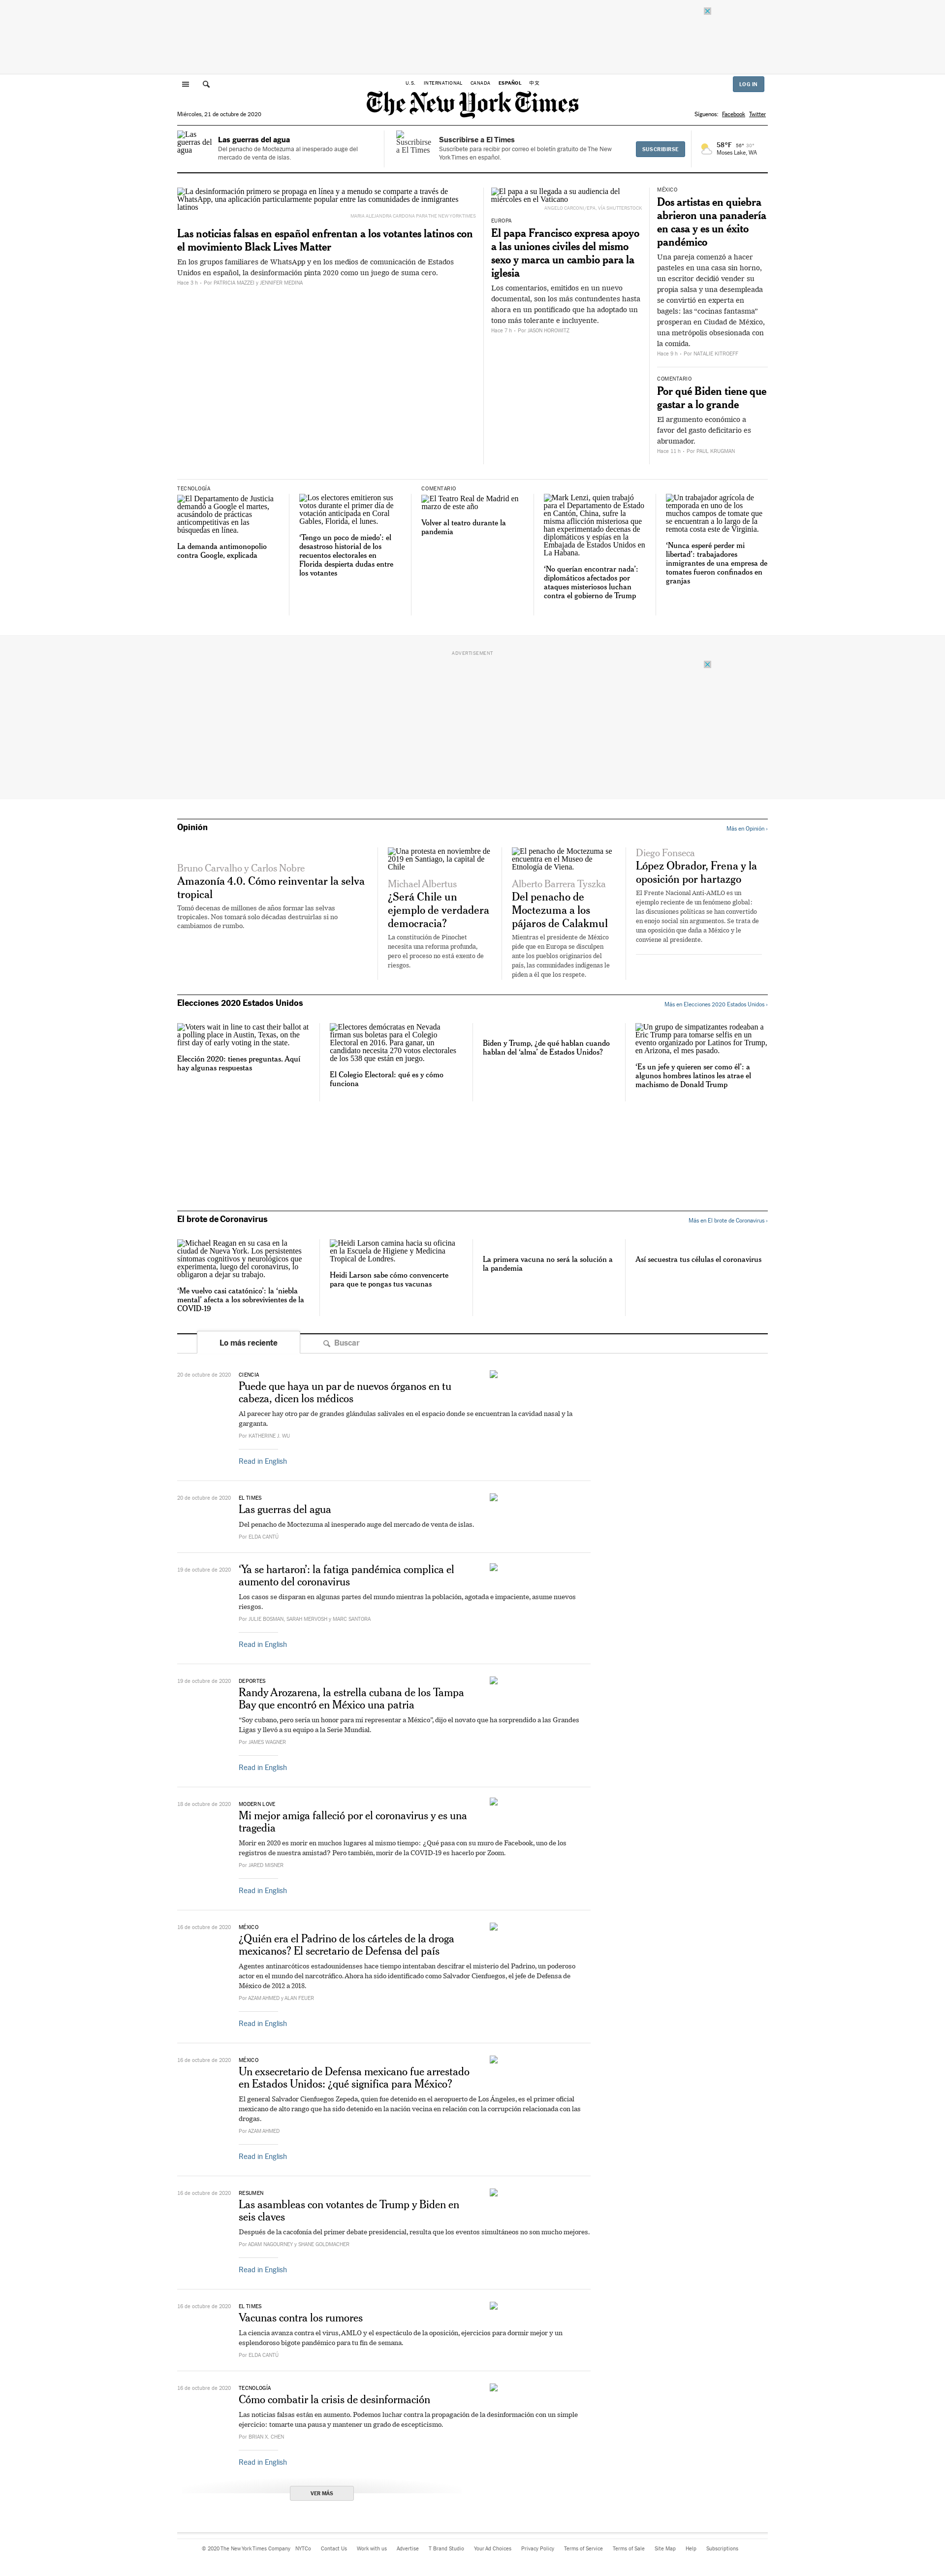 U.S. INTERNATIONAL CANADA ESPAÑOL 中文
LOG IN
The New York Times
Miércoles, 21 de octubre de 2020
Síguenos: Facebook Twitter
Las guerras del agua
Las guerras del agua
Del penacho de Moctezuma al inesperado auge del
mercado de venta de islas.
Suscribirse a El Times
Suscribirse a El Times
Suscríbete para recibir por correo el boletín gratuito de The New
York Times en español.
SUSCRIBIRSE
58°F
Moses Lake, WA
La desinformación primero se propaga en línea y a menudo se comparte a través de
WhatsApp, una aplicación particularmente popular entre las comunidades de inmigrantes
latinos
MARIA ALEJANDRA CARDONA PARA THE NEW YORK TIMES
Las noticias falsas en español enfrentan a los votantes latinos con
el movimiento Black Lives Matter
En los grupos familiares de WhatsApp y en los medios de comunicación de Estados
Unidos en español, la desinformación pinta 2020 como un juego de suma cero.
Hace 9 h - Por PATRICIA MAZZEI y JENNIFER MEDINA
El papa a su llegada a su audiencia del
miércoles en el Vaticano
ANGELO CARCONI/EPA, VÍA SHUTTERSTOCK
EUROPA
El papa Francisco expresa apoyo
a las uniones civiles del mismo
sexo y marca un cambio para la
iglesia
Los comentarios, emitidos en un nuevo
documental, son los más contundentes hasta
ahora en un pontificado que ha adoptado un
tono más tolerante e incluyente.
Hace 7 h - Por JASON HOROWITZ
MÉXICO
Dos artistas en quiebra
abrieron una panadería
en casa y es un éxito
pandémico
Una pareja comenzó a hacer
pasteles en una casa sin horno,
un escritor decidió vender su
propia salsa y una desempleada
se convirtió en experta en
bagels: las “cocinas fantasma”
prosperan en Ciudad de México,
una metrópolis obsesionada con
la comida.
Hace 9 h - Por NATALIE KITROEFF
COMENTARIO
Por qué Biden tiene que
gastar a lo grande
El argumento económico a
favor del gasto deficitario es
abrumador.
Hace 11 h - Por PAUL KRUGMAN
TECNOLOGÍA
El Departamento de Justicia
demandó a Google el martes,
acusándolo de prácticas
anticompetitivas en las
búsquedas en línea.
La demanda antimonopolio
contra Google, explicada
Los electores emitieron sus
votos durante el primer día de
votación anticipada en Coral
Gables, Florida, el lunes.
‘Tengo un poco de miedo’: el
desastroso historial de los
recuentos electorales en
Florida despierta dudas entre
los votantes
COMENTARIO
El Teatro Real de Madrid en
marzo de este año
Volver al teatro durante la
pandemia
Mark Lenzi, quien trabajó
para el Departamento de Estado
en Cantón, China, sufre la
misma aflicción misteriosa que
han experimentado decenas de
diplomáticos y espías en la
Embajada de Estados Unidos en
La Habana.
‘No querían encontrar nada’:
diplomáticos afectados por
ataques misteriosos luchan
contra el gobierno de Trump
Un trabajador agrícola de
temporada en uno de los
muchos campos de tomate que
se encuentran a lo largo de la
remota costa este de Virginia.
‘Nunca esperé perder mi
libertad’: trabajadores
inmigrantes de una empresa de
tomates fueron confinados en
granjas
ADVERTISEMENT
Opinión
Más en Opinión ›
Bruno Carvalho y Carlos Nobre
Amazonía 4.0. Cómo reinventar la selva
tropical
Tomó decenas de millones de años formar las selvas
tropicales. Nos tomará solo décadas destruirlas si no
cambiamos de rumbo.
Una protesta en noviembre de
2019 en Santiago, la capital de
Chile
Michael Albertus
¿Será Chile un
ejemplo de verdadera
democracia?
La constitución de Pinochet
necesita una reforma profunda,
pero el proceso no está exento de
riesgos.
El penacho de Moctezuma se
encuentra en el Museo de
Etnología de Viena.
Alberto Barrera Tyszka
Del penacho de
Moctezuma a los
pájaros de Calakmul
Mientras el presidente de México
pide que en Europa se disculpen
ante los pueblos originarios del
país, las comunidades indígenas le
piden a él que los respete.
Diego Fonseca
López Obrador, Frena y la
oposición por hartazgo
El Frente Nacional Anti-AMLO es un
ejemplo reciente de un fenómeno global:
las discusiones políticas se han convertido
en enojo social sin argumentos. Se trata de
una oposición que daña a México y le
conviene al presidente.
Elecciones 2020 Estados Unidos
Más en Elecciones 2020 Estados Unidos ›
Voters wait in line to cast their ballot at
a polling place in Austin, Texas, on the
first day of early voting in the state.
Elección 2020: tienes preguntas. Aquí
hay algunas respuestas
Electores demócratas en Nevada
firman sus boletas para el Colegio
Electoral en 2016. Para ganar, un
candidato necesita 270 votos electorales
de los 538 que están en juego.
El Colegio Electoral: qué es y cómo
funciona
Biden y Trump, ¿de qué hablan cuando
hablan del ‘alma’ de Estados Unidos?
Un grupo de simpatizantes rodeaban a
Eric Trump para tomarse selfis en un
evento organizado por Latinos for Trump,
en Arizona, el mes pasado.
‘Es un jefe y quieren ser como él’: a
algunos hombres latinos les atrae el
machismo de Donald Trump
El brote de Coronavirus
Más en El brote de Coronavirus ›
Michael Reagan en su casa en la
ciudad de Nueva York. Los persistentes
síntomas cognitivos y neurológicos que
experimenta, luego del coronavirus, lo
obligaron a dejar su trabajo.
‘Me vuelvo casi catatónico’: la ‘niebla
mental’ afecta a los sobrevivientes de la
COVID-19
Heidi Larson camina hacia su oficina
en la Escuela de Higiene y Medicina
Tropical de Londres.
Heidi Larson sabe cómo convencerte
para que te pongas tus vacunas
La primera vacuna no será la solución a
la pandemia
Así secuestra tus células el coronavirus
Lo más reciente
Buscar
20 de octubre de 2020
CIENCIA
Puede que haya un par de nuevos órganos en tu
cabeza, dicen los médicos
Al parecer hay otro par de grandes glándulas salivales en el espacio donde se encuentran la cavidad nasal y la
garganta.
Por KATHERINE J. WU
Read in English
20 de octubre de 2020
EL TIMES
Las guerras del agua
Del penacho de Moctezuma al inesperado auge del mercado de venta de islas.
Por ELDA CANTÚ
19 de octubre de 2020
‘Ya se hartaron’: la fatiga pandémica complica el
aumento del coronavirus
Los casos se disparan en algunas partes del mundo mientras la población, agotada e impaciente, asume nuevos
riesgos.
Por JULIE BOSMAN, SARAH MERVOSH y MARC SANTORA
Read in English
19 de octubre de 2020
DEPORTES
Randy Arozarena, la estrella cubana de los Tampa
Bay que encontró en México una patria
“Soy cubano, pero sería un honor para mí representar a México”, dijo el novato que ha sorprendido a las Grandes
Ligas y llevó a su equipo a la Serie Mundial.
Por JAMES WAGNER
Read in English
18 de octubre de 2020
MODERN LOVE
Mi mejor amiga falleció por el coronavirus y es una
tragedia
Morir en 2020 es morir en muchos lugares al mismo tiempo: ¿Qué pasa con su muro de Facebook, uno de los
registros de nuestra amistad? Pero también, morir de la COVID-19 es hacerlo por Zoom.
Por JARED MISNER
Read in English
16 de octubre de 2020
MÉXICO
¿Quién era el Padrino de los cárteles de la droga
mexicanos? El secretario de Defensa del país
Agentes antinarcóticos estadounidenses hace tiempo intentaban descifrar el misterio del Padrino, un poderoso
actor en el mundo del narcotráfico. Ahora ha sido identificado como Salvador Cienfuegos, el jefe de Defensa de
México de 2012 a 2018.
Por AZAM AHMED y ALAN FEUER
Read in English
16 de octubre de 2020
MÉXICO
Un exsecretario de Defensa mexicano fue arrestado
en Estados Unidos: ¿qué significa para México?
El general Salvador Cienfuegos Zepeda, quien fue detenido en el aeropuerto de Los Ángeles, es el primer oficial
mexicano de alto rango que ha sido detenido en la nación vecina en relación con la corrupción relacionada con las
drogas.
Por AZAM AHMED
Read in English
16 de octubre de 2020
RESUMEN
Las asambleas con votantes de Trump y Biden en
seis claves
Después de la cacofonía del primer debate presidencial, resulta que los eventos simultáneos no son mucho mejores.
Por ADAM NAGOURNEY y SHANE GOLDMACHER
Read in English
16 de octubre de 2020
EL TIMES
Vacunas contra los rumores
La ciencia avanza contra el virus, AMLO y el espectáculo de la oposición, ejercicios para dormir mejor y un
esplendoroso bigote pandémico para tu fin de semana.
Por ELDA CANTÚ
16 de octubre de 2020
TECNOLOGÍA
Cómo combatir la crisis de desinformación
Las noticias falsas están en aumento. Podemos luchar contra la propagación de la desinformación con un simple
ejercicio: tomarte una pausa y mantener un grado de escepticismo.
Por BRIAN X. CHEN
Read in English
VER MÁS
© 2020 The New York Times Company NYTCo Contact Us Work with us Advertise T Brand Studio Your Ad Choices Privacy Policy Terms of Service Terms of Sale Site Map Help Subscriptions